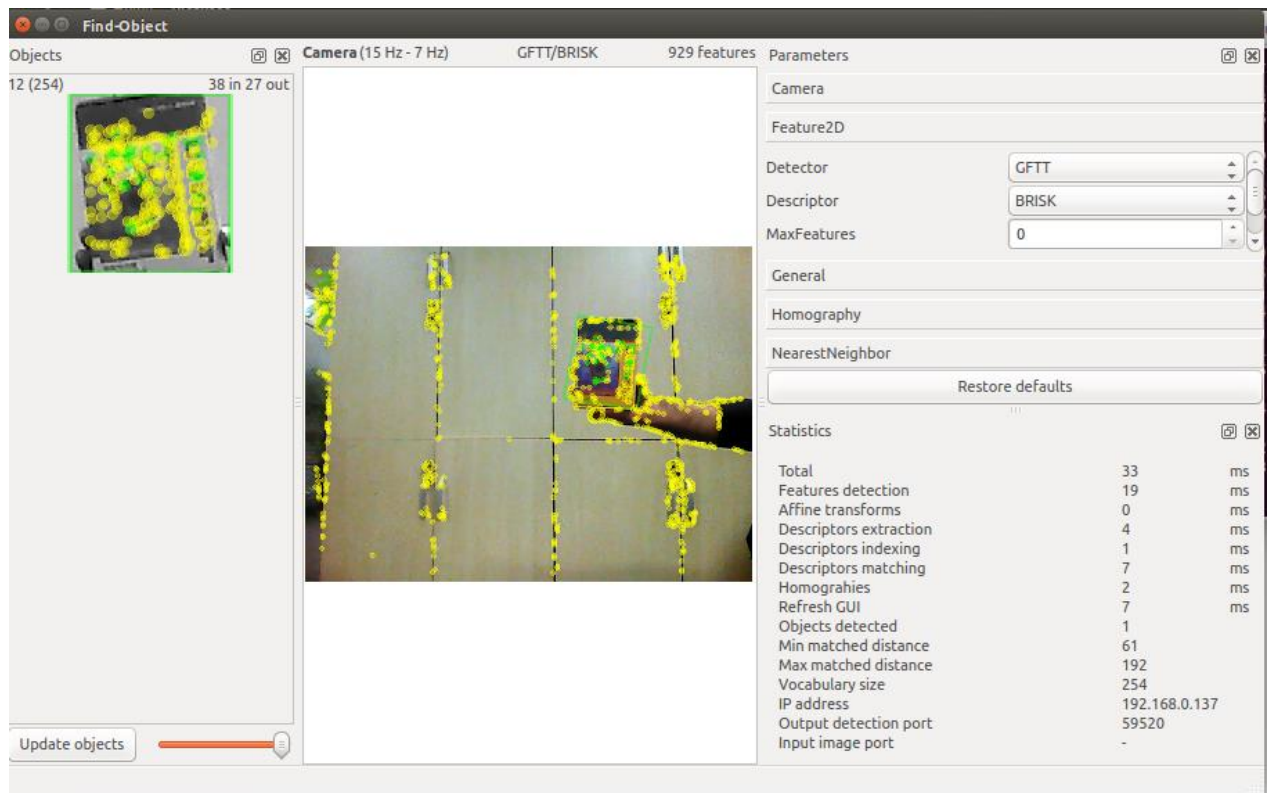 Find-Object
Objects
12 (254) 38 in 27 out
Update objects
Camera (15 Hz - 7 Hz) GFTT/BRISK 929 features
Parameters
Camera
Feature2D
Detector GFTT
Descriptor BRISK
MaxFeatures 0
General
Homography
NearestNeighbor
Restore defaults
Statistics
Total 33 ms
Features detection 19 ms
Affine transforms 0 ms
Descriptors extraction 4 ms
Descriptors indexing 1 ms
Descriptors matching 7 ms
Homograhies 2 ms
Refresh GUI 7 ms
Objects detected 1
Min matched distance 61
Max matched distance 192
Vocabulary size 254
IP address 192.168.0.137
Output detection port 59520
Input image port -